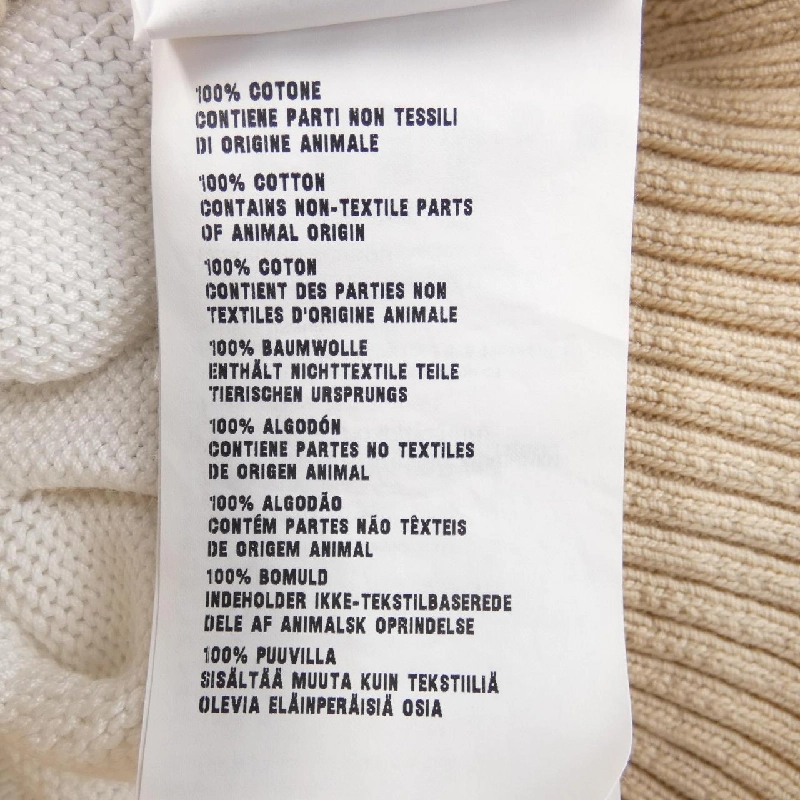 100% COTONE
CONTIENE PARTI NON TESSILI
DI ORIGINE ANIMALE
100% COTTON
CONTAINS NON-TEXTILE PARTS
OF ANIMAL ORIGIN
100% COTON
CONTIENT DES PARTIES NON
TEXTILES D'ORIGINE ANIMALE
100% BAUMWOLLE
ENTHÄLT NICHTTEXTILE TEILE
TIERISCHEN URSPRUNGS
100% ALGODÓN
CONTIENE PARTES NO TEXTILES
DE ORIGEN ANIMAL
100% ALGODÃO
CONTÉM PARTES NÃO TÊXTEIS
DE ORIGEM ANIMAL
100% BOMULD
INDEHOLDER IKKE-TEKSTILBASEREDE
DELE AF ANIMALSK OPRINDELSE
100% PUUVILLA
SISÄLTÄÄ MUUTA KUIN TEKSTIILIÄ
OLEVIA ELÄINPERÄISIÄ OSIA